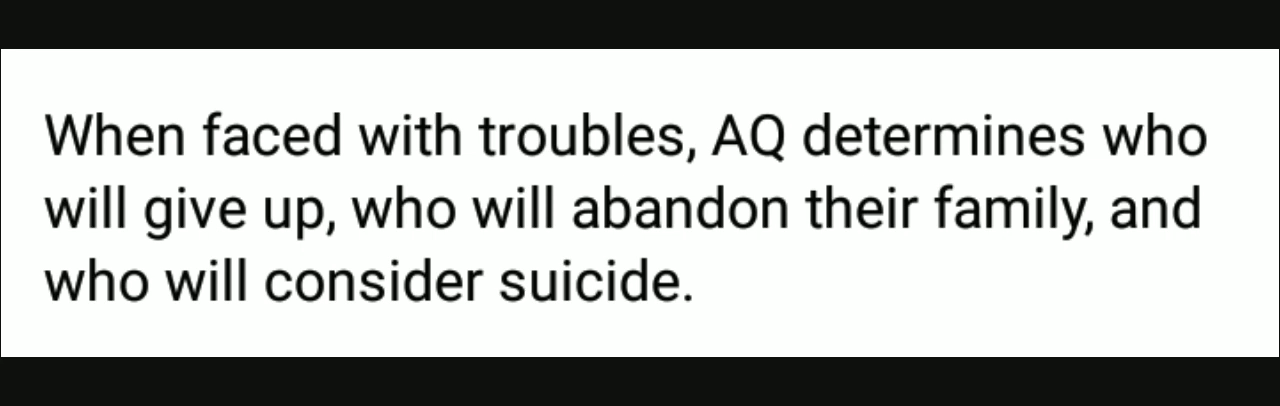 When faced with troubles, AQ determines who
will give up, who will abandon their family, and
who will consider suicide.